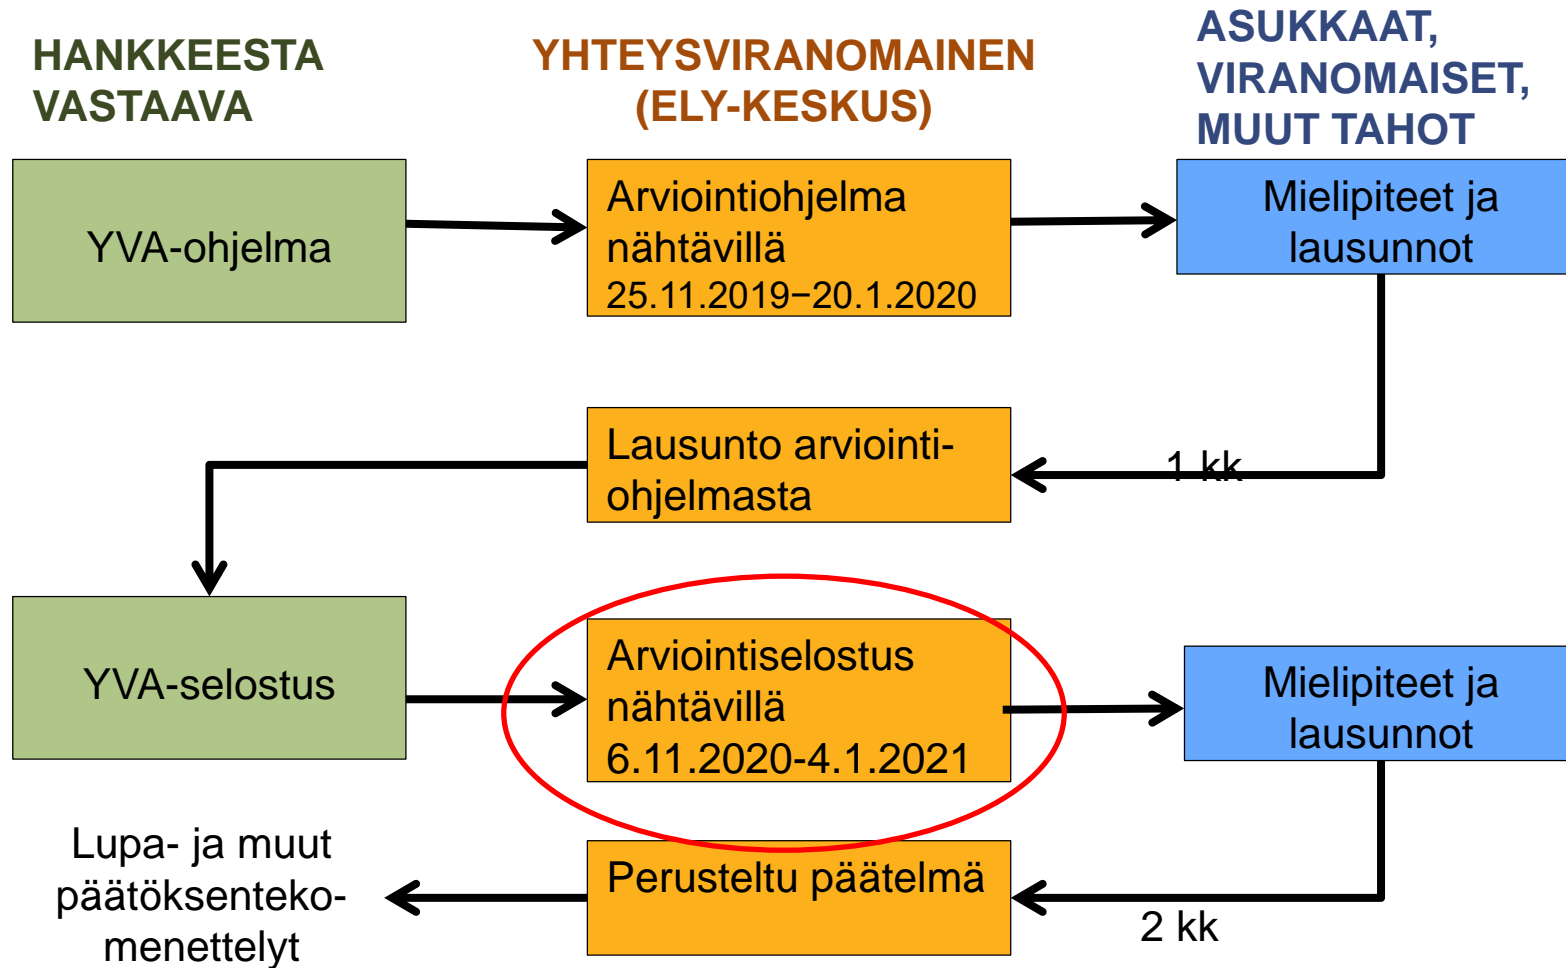 HANKKEESTA
VASTAAVA
YHTEYSVIRANOMAINEN
(ELY-KESKUS)
ASUKKAAT,
VIRANOMAISET,
MUUT TAHOT
YVA-ohjelma
Arviointiohjelma
nähtävillä
25.11.2019−20.1.2020
Mielipiteet ja
lausunnot
Lausunto arviointi-
ohjelmasta
1 kk
YVA-selostus
Arviointiselostus
nähtävillä
6.11.2020-4.1.2021
Mielipiteet ja
lausunnot
Lupa- ja muut
päätöksenteko-
menettelyt
Perusteltu päätelmä
2 kk